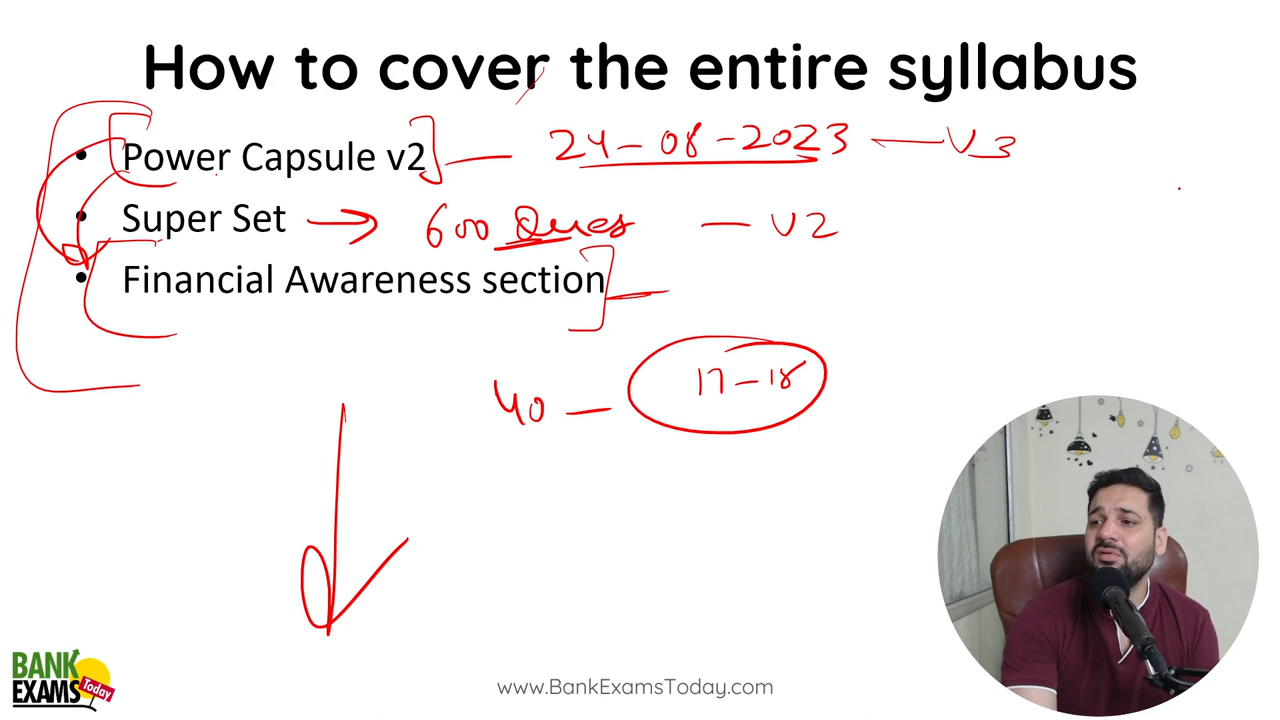 How to cover the entire syllabus
• Power Capsule v2 — 24-08-2023 — V3
• Super Set → 600 Ques — V2
• Financial Awareness section —
40 — 17-18
BANK
EXAMS Today
www.BankExamsToday.com